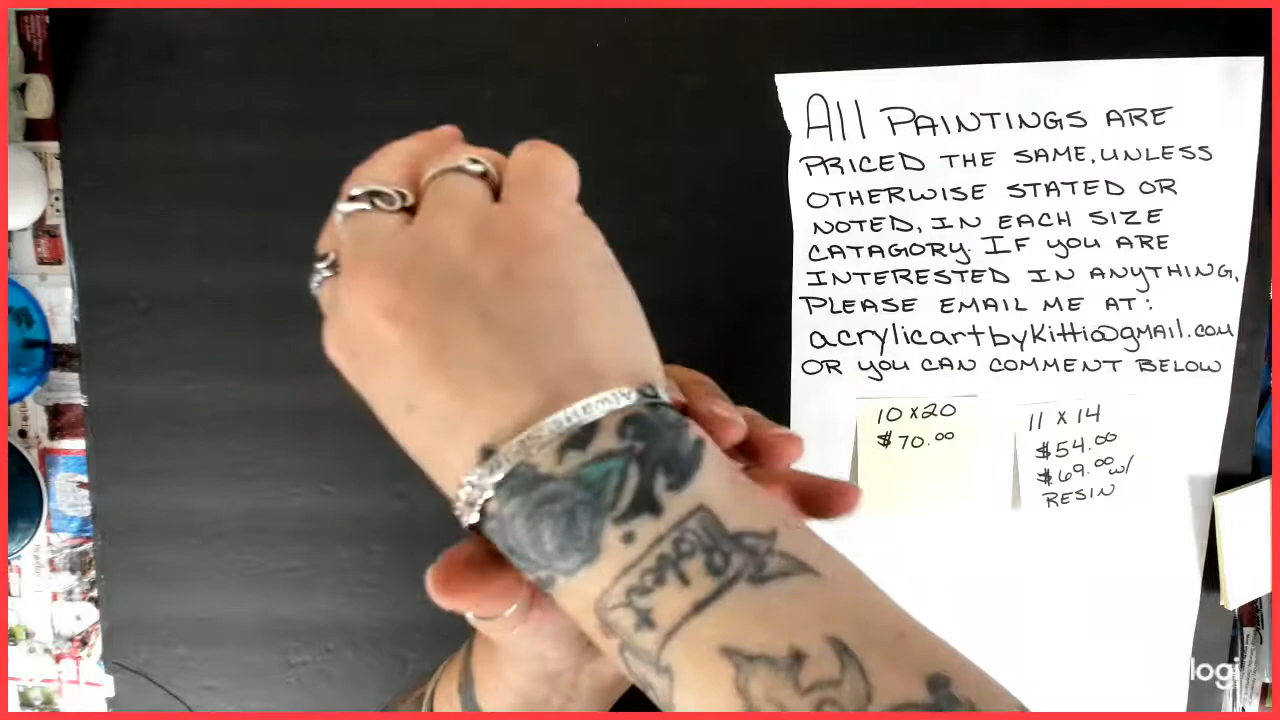 All PAINTINGS ARE
PRICED THE SAME, UNLESS
OTHERWISE STATED OR
NOTED, IN EACH SIZE
CATAGORY. IF YOU ARE
INTERESTED IN ANYTHING,
PLEASE EMAIL ME AT:
acrylicartbykitti@gmail.com
OR YOU CAN COMMENT BELOW
10 x 20
$70.00
11 x 14
$54.00
$69.00 w/
RESIN
logi